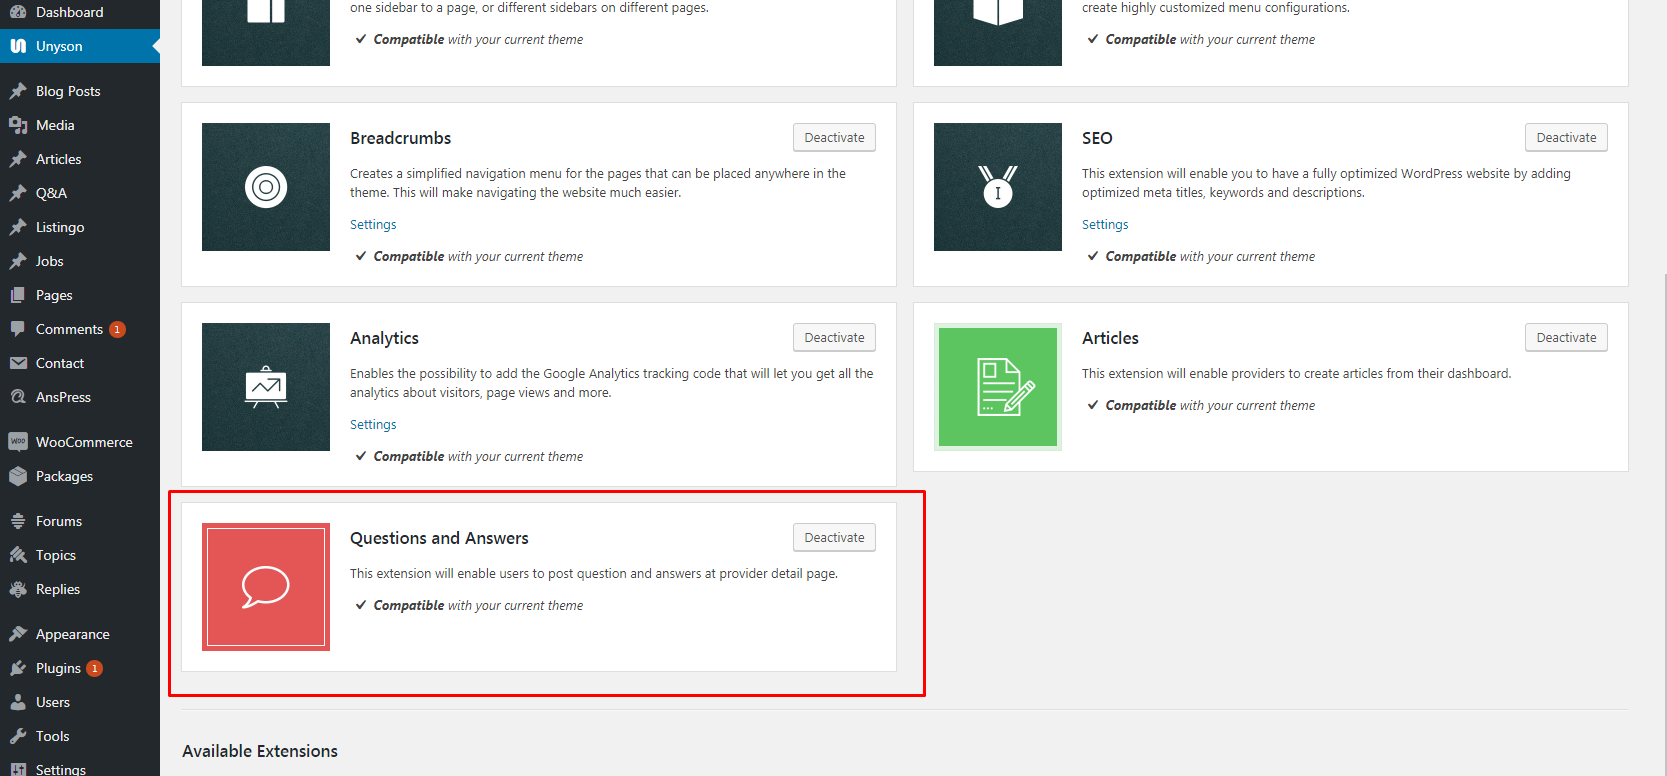 Dashboard
Unyson
Blog Posts
Media
Articles
Q&A
Listingo
Jobs
Pages
Comments 1
Contact
AnsPress
WooCommerce
Packages
Forums
Topics
Replies
Appearance
Plugins 1
Users
Tools
Settings
one sidebar to a page, or different sidebars on different pages.
Compatible with your current theme
create highly customized menu configurations.
Compatible with your current theme
Breadcrumbs
Deactivate
Creates a simplified navigation menu for the pages that can be placed anywhere in the
theme. This will make navigating the website much easier.
Settings
Compatible with your current theme
SEO
Deactivate
This extension will enable you to have a fully optimized WordPress website by adding
optimized meta titles, keywords and descriptions.
Settings
Compatible with your current theme
Analytics
Deactivate
Enables the possibility to add the Google Analytics tracking code that will let you get all the
analytics about visitors, page views and more.
Settings
Compatible with your current theme
Articles
Deactivate
This extension will enable providers to create articles from their dashboard.
Compatible with your current theme
Questions and Answers
Deactivate
This extension will enable users to post question and answers at provider detail page.
Compatible with your current theme
Available Extensions